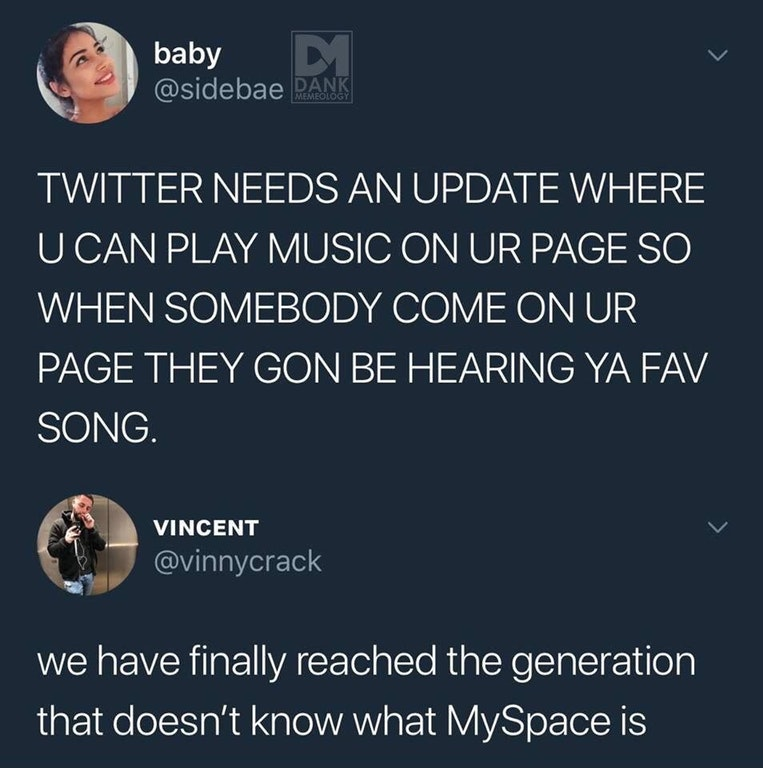 baby
@sidebae
DM
DANK
MEMEOLOGY
TWITTER NEEDS AN UPDATE WHERE
U CAN PLAY MUSIC ON UR PAGE SO
WHEN SOMEBODY COME ON UR
PAGE THEY GON BE HEARING YA FAV
SONG.
VINCENT
@vinnycrack
we have finally reached the generation
that doesn't know what MySpace is